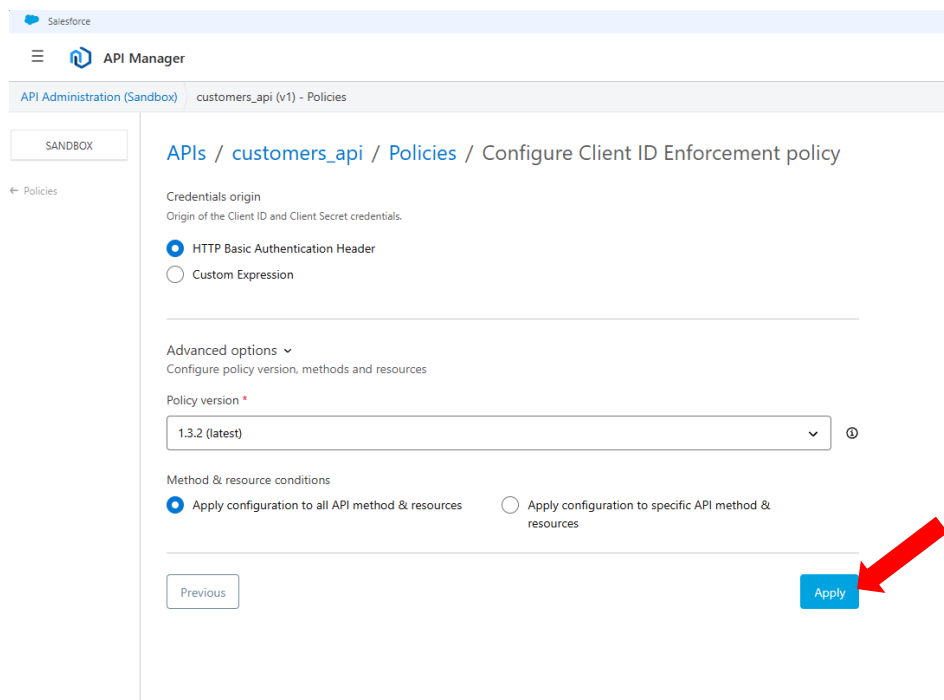 Salesforce
API Manager
API Administration (Sandbox) customers_api (v1) - Policies
SANDBOX
← Policies
APIs / customers_api / Policies / Configure Client ID Enforcement policy
Credentials origin
Origin of the Client ID and Client Secret credentials.
HTTP Basic Authentication Header
Custom Expression
Advanced options
Configure policy version, methods and resources
Policy version *
1.3.2 (latest)
Method & resource conditions
Apply configuration to all API method & resources
Apply configuration to specific API method &
resources
Previous
Apply